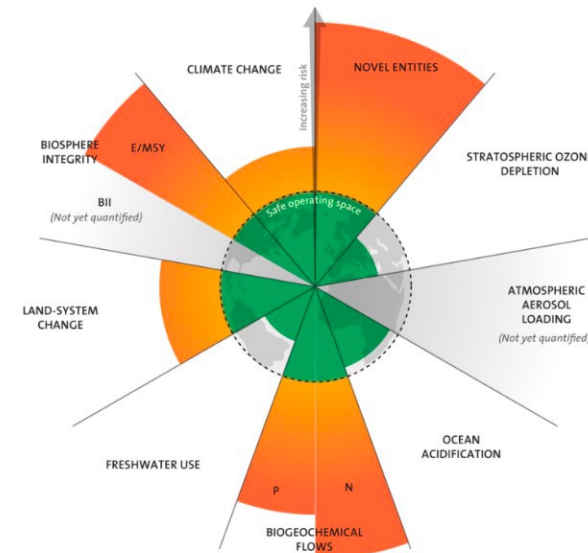 CLIMATE CHANGE
Increasing risk
NOVEL ENTITIES
STRATOSPHERIC OZON
DEPLETION
BIOSPHERE
INTEGRITY
E/MSY
BII
(Not yet quantified)
Safe operating space
ATMOSPHERIC
AEROSOL
LOADING
(Not yet quantified)
LAND-SYSTEM
CHANGE
FRESHWATER USE
OCEAN
ACIDIFICATION
P
N
BIOGEOCHEMICAL
FLOWS